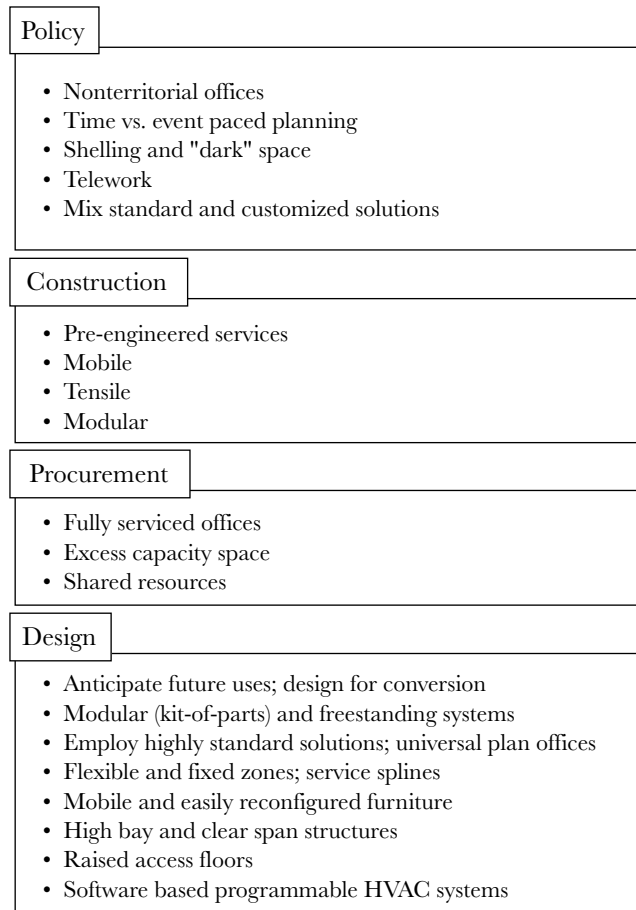 Policy
• Nonterritorial offices
• Time vs. event paced planning
• Shelling and "dark" space
• Telework
• Mix standard and customized solutions
Construction
• Pre-engineered services
• Mobile
• Tensile
• Modular
Procurement
• Fully serviced offices
• Excess capacity space
• Shared resources
Design
• Anticipate future uses; design for conversion
• Modular (kit-of-parts) and freestanding systems
• Employ highly standard solutions; universal plan offices
• Flexible and fixed zones; service splines
• Mobile and easily reconfigured furniture
• High bay and clear span structures
• Raised access floors
• Software based programmable HVAC systems